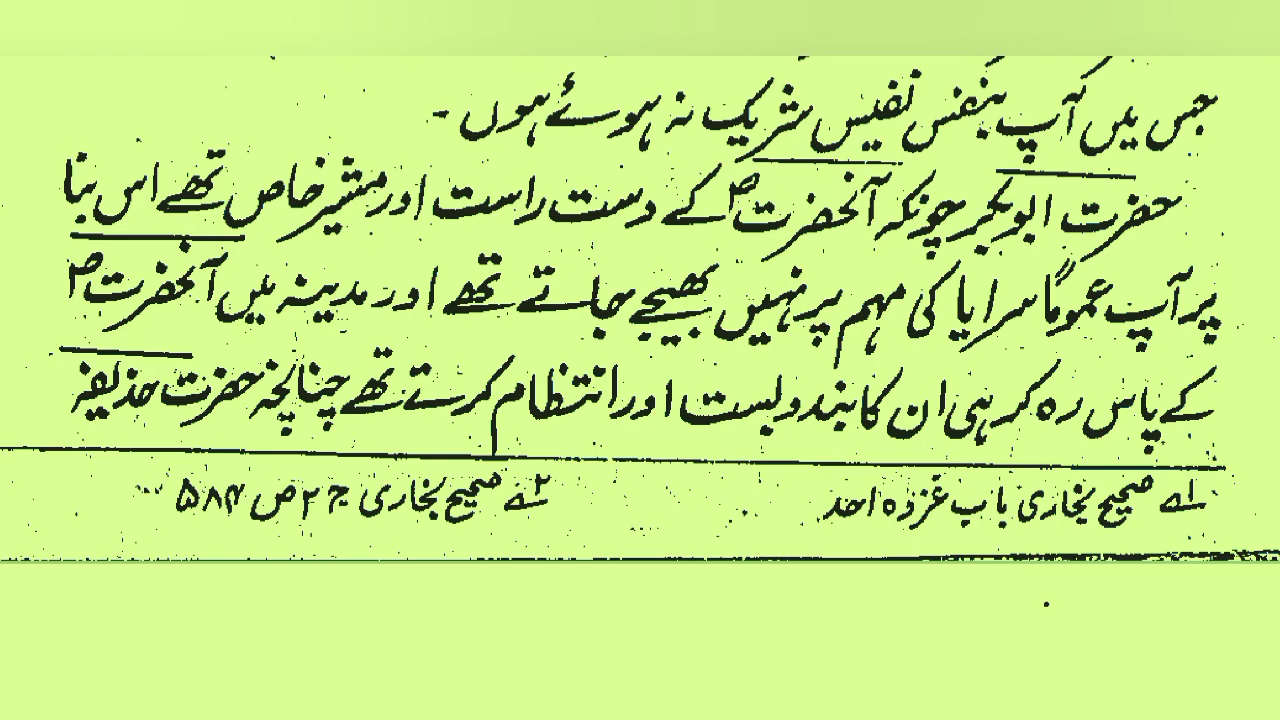 جس میں آپ بنفس نفیس شریک نہ ہوئے ہوں ۔
حضرت ابوبکر چونکہ آنحضرتؐ کے دست راست اور مشیر خاص تھے اس بنا
پر آپ عموماً سرایا کی مہم پر نہیں بھیجے جاتے تھے اور مدینہ میں آنحضرتؐ
کے پاس رہ کر ہی ان کا بندوبست اور انتظام کرتے تھے چنانچہ حضرت حذیفہ
لے صحیح بخاری باب غزوہ احد
۲ے صحیح بخاری ج ۲ ص ۵۸۴